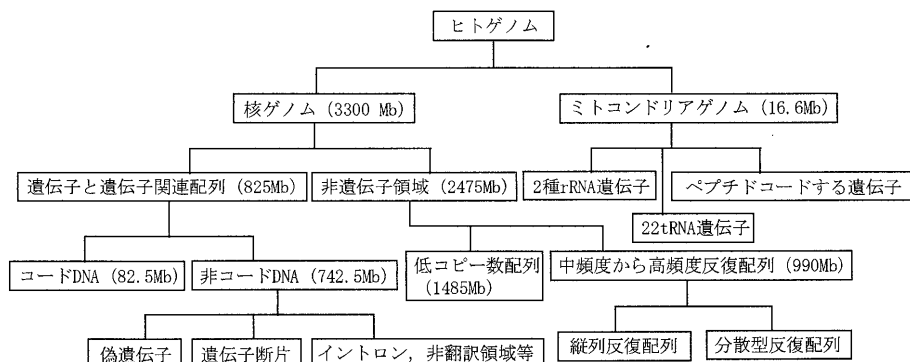 ヒトゲノム
核ゲノム (3300 Mb)
ミトコンドリアゲノム (16.6Mb)
遺伝子と遺伝子関連配列 (825Mb)
非遺伝子領域 (2475Mb)
2種rRNA遺伝子
ペプチドコードする遺伝子
22tRNA遺伝子
コードDNA (82.5Mb)
非コードDNA (742.5Mb)
低コピー数配列
(1485Mb)
中頻度から高頻度反復配列 (990Mb)
偽遺伝子
遺伝子断片
イントロン, 非翻訳領域等
縦列反復配列
分散型反復配列